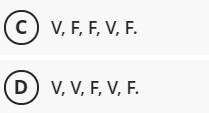 C V, F, F, V, F.
D V, V, F, V, F.